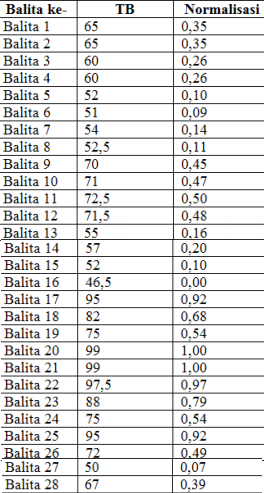 Balita ke- TB Normalisasi
Balita 1 65 0,35
Balita 2 65 0,35
Balita 3 60 0,26
Balita 4 60 0,26
Balita 5 52 0,10
Balita 6 51 0,09
Balita 7 54 0,14
Balita 8 52,5 0,11
Balita 9 70 0,45
Balita 10 71 0,47
Balita 11 72,5 0,50
Balita 12 71,5 0,48
Balita 13 55 0,16
Balita 14 57 0,20
Balita 15 52 0,10
Balita 16 46,5 0,00
Balita 17 95 0,92
Balita 18 82 0,68
Balita 19 75 0,54
Balita 20 99 1,00
Balita 21 99 1,00
Balita 22 97,5 0,97
Balita 23 88 0,79
Balita 24 75 0,54
Balita 25 95 0,92
Balita 26 72 0,49
Balita 27 50 0,07
Balita 28 67 0,39